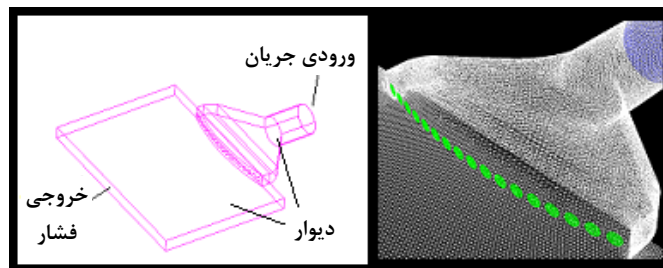 ورودی جریان
خروجی
فشار
دیوار